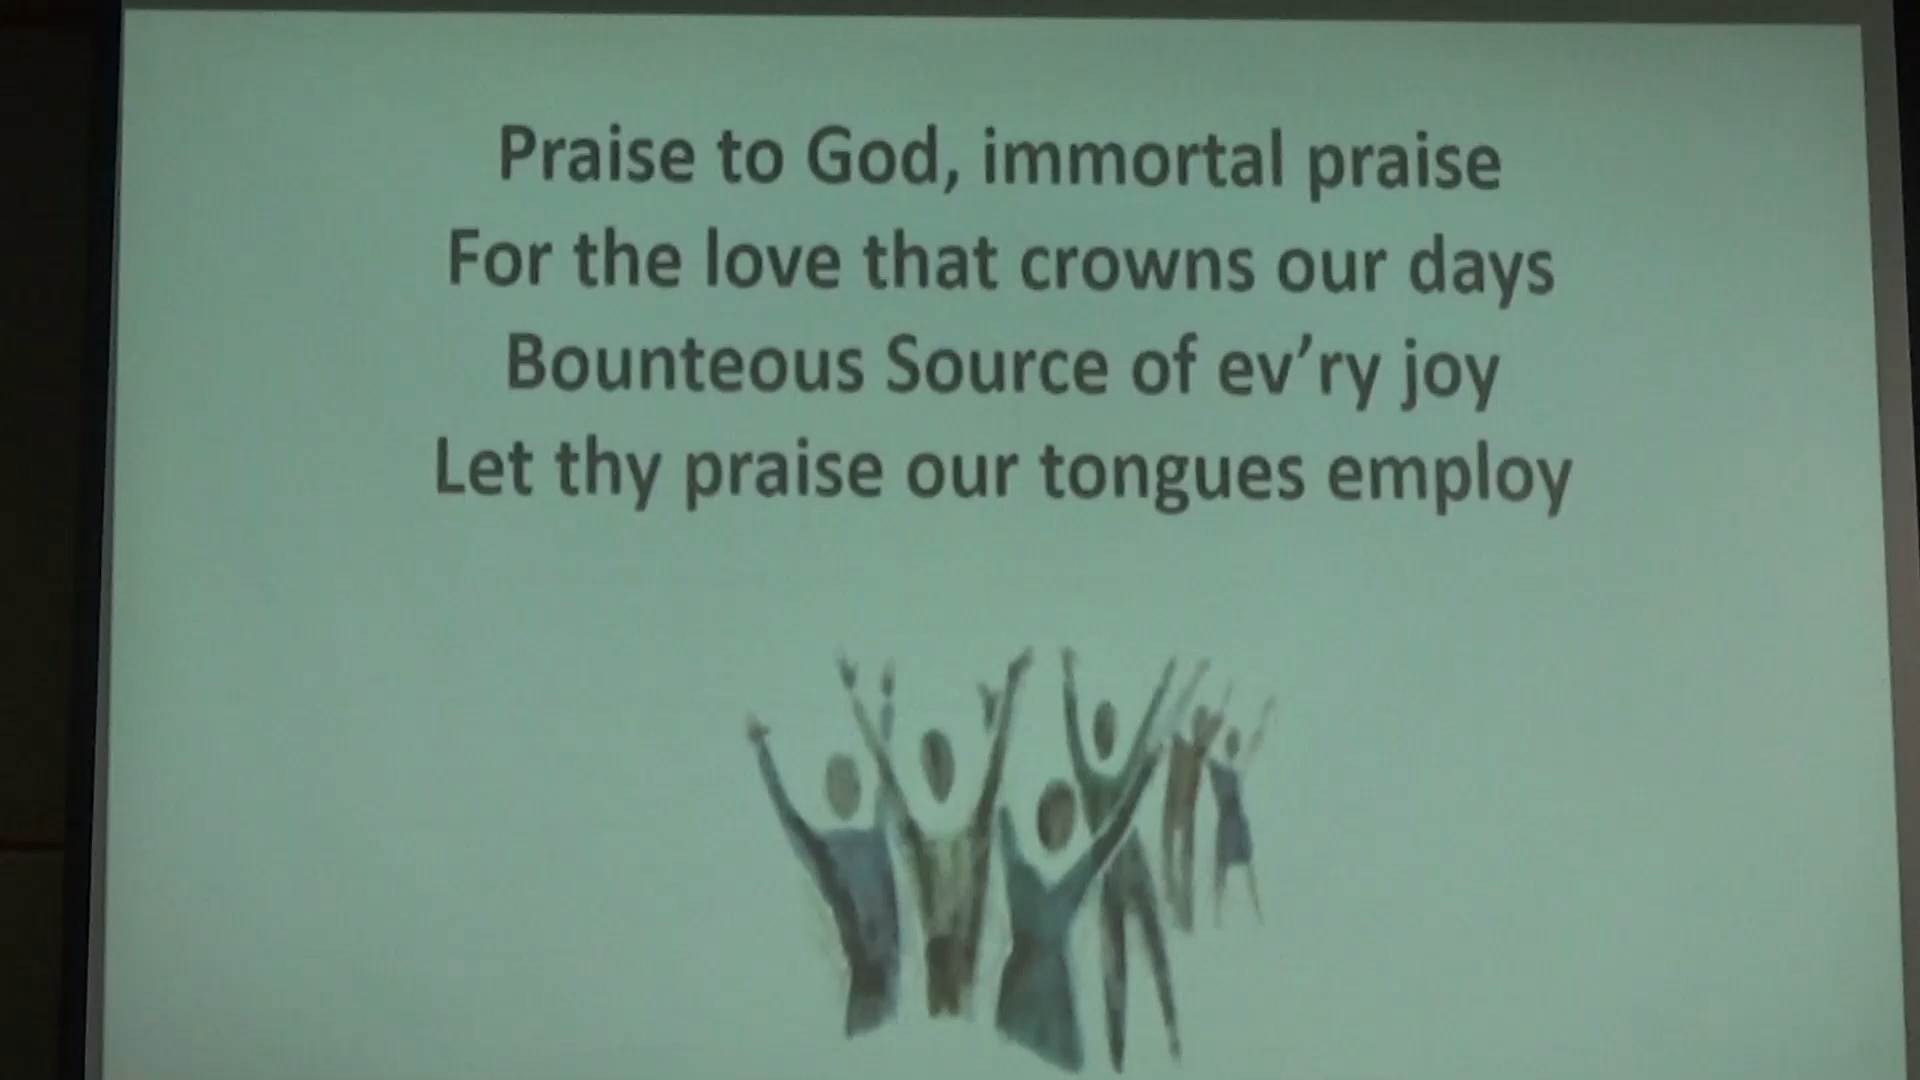 Praise to God, immortal praise
For the love that crowns our days
Bounteous Source of ev’ry joy
Let thy praise our tongues employ